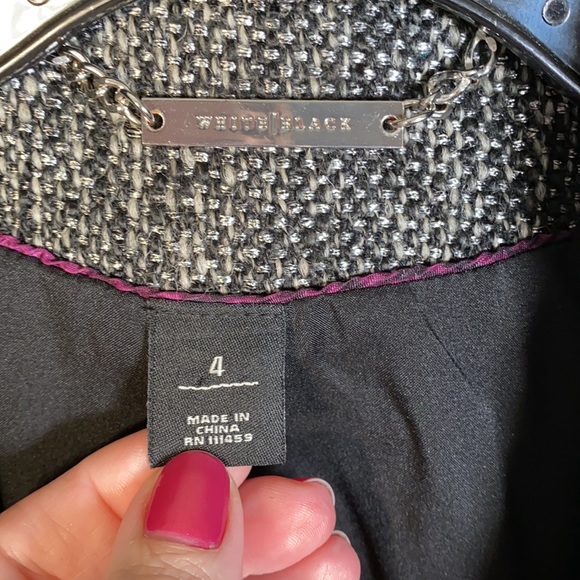 WHITE|BLACK
4
MADE IN
CHINA
RN 111459